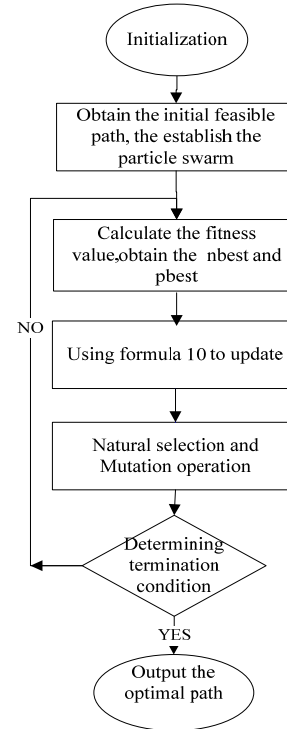 Initialization
Obtain the initial feasible
path, the establish the
particle swarm
Calculate the fitness
value,obtain the nbest and
pbest
NO
Using formula 10 to update
Natural selection and
Mutation operation
Determining
termination
condition
YES
Output the
optimal path